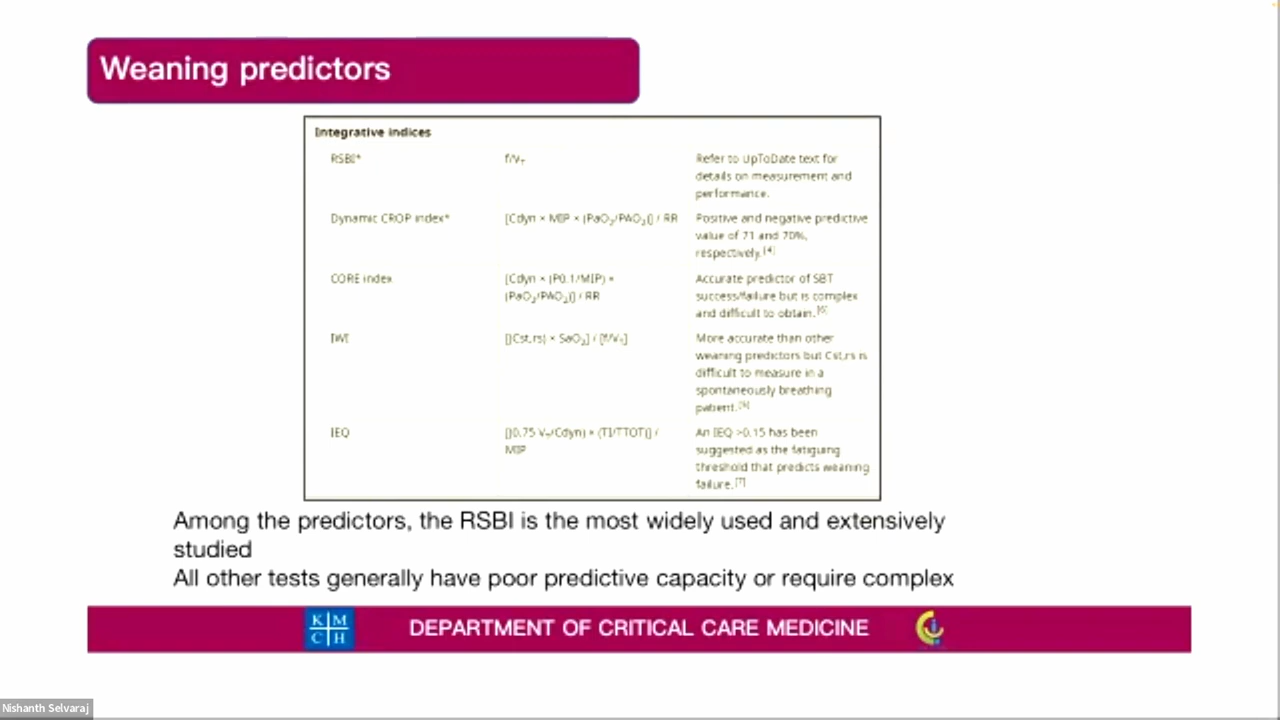 Weaning predictors
Integrative indices
RSBI* f/VT Refer to UpToDate text for
details on measurement and
performance.
Dynamic CROP index* [Cdyn × MIP × (PaO2/PAO2)] / RR Positive and negative predictive
value of 71 and 70%,
respectively.[4]
CORE index [Cdyn × (P0.1/MIP) × Accurate predictor of SBT
(PaO2/PAO2)] / RR success/failure but is complex
and difficult to obtain.[6]
IWI [(Cst,rs) × SaO2] / [f/VT] More accurate than other
weaning predictors but Cst,rs is
difficult to measure in a
spontaneously breathing
patient.
IEQ [(0.75 VT/Cdyn) × (TI/TTOT)] / An IEQ >0.15 has been
MIP suggested as the fatiguing
threshold that predicts weaning
failure.[7]
Among the predictors, the RSBI is the most widely used and extensively
studied
All other tests generally have poor predictive capacity or require complex
K M
C H
DEPARTMENT OF CRITICAL CARE MEDICINE
Nishanth Selvaraj